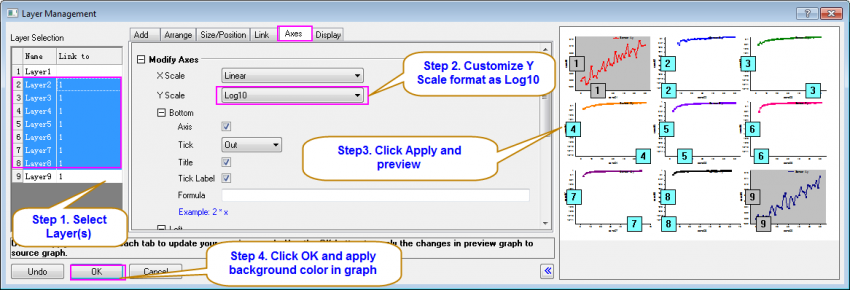 Layer Management
Layer Selection
Name Link to
1 Layer1
2 Layer2 1
3 Layer3 1
4 Layer4 1
5 Layer5 1
6 Layer6 1
7 Layer7 1
8 Layer8 1
9 Layer9 1
Add Arrange Size/Position Link Axes Display
Modify Axes
X Scale Linear
Y Scale Log10
Bottom
Axis
Tick Out
Title
Tick Label
Formula
Example: 2 * x
Left
Step 1. Select
Layer(s)
Step 2. Customize Y
Scale format as Log10
Step3. Click Apply and
preview
Step 4. Click OK and apply
background color in graph
each tab to update your
the changes in preview graph to
source graph.
Undo OK Cancel
1 2 3
1 2 3
4 5 6
4 5 6
7 8 9
7 8 9